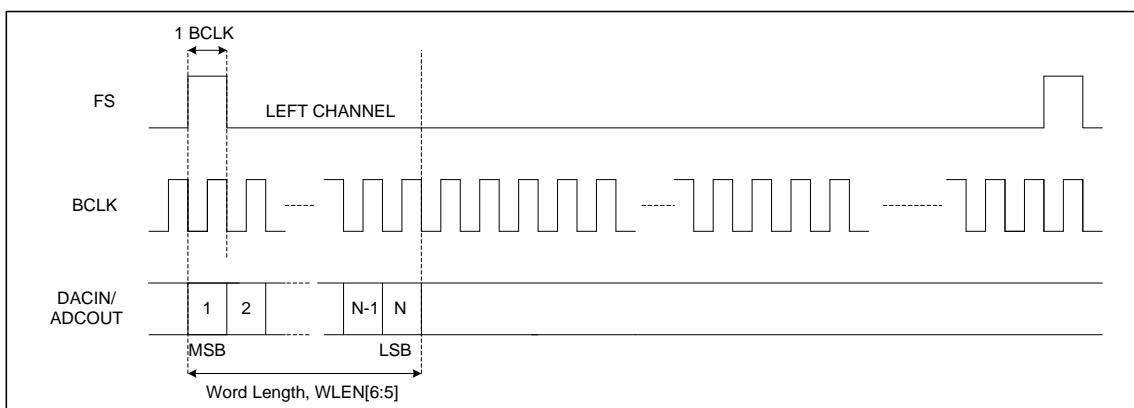 1 BCLK
FS
LEFT CHANNEL
BCLK
DACIN/
ADCOUT
1
2
N-1
N
MSB
LSB
Word Length, WLEN[6:5]